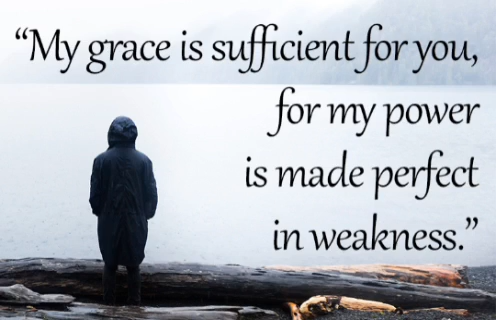 “My grace is sufficient for you,
for my power
is made perfect
in weakness.”